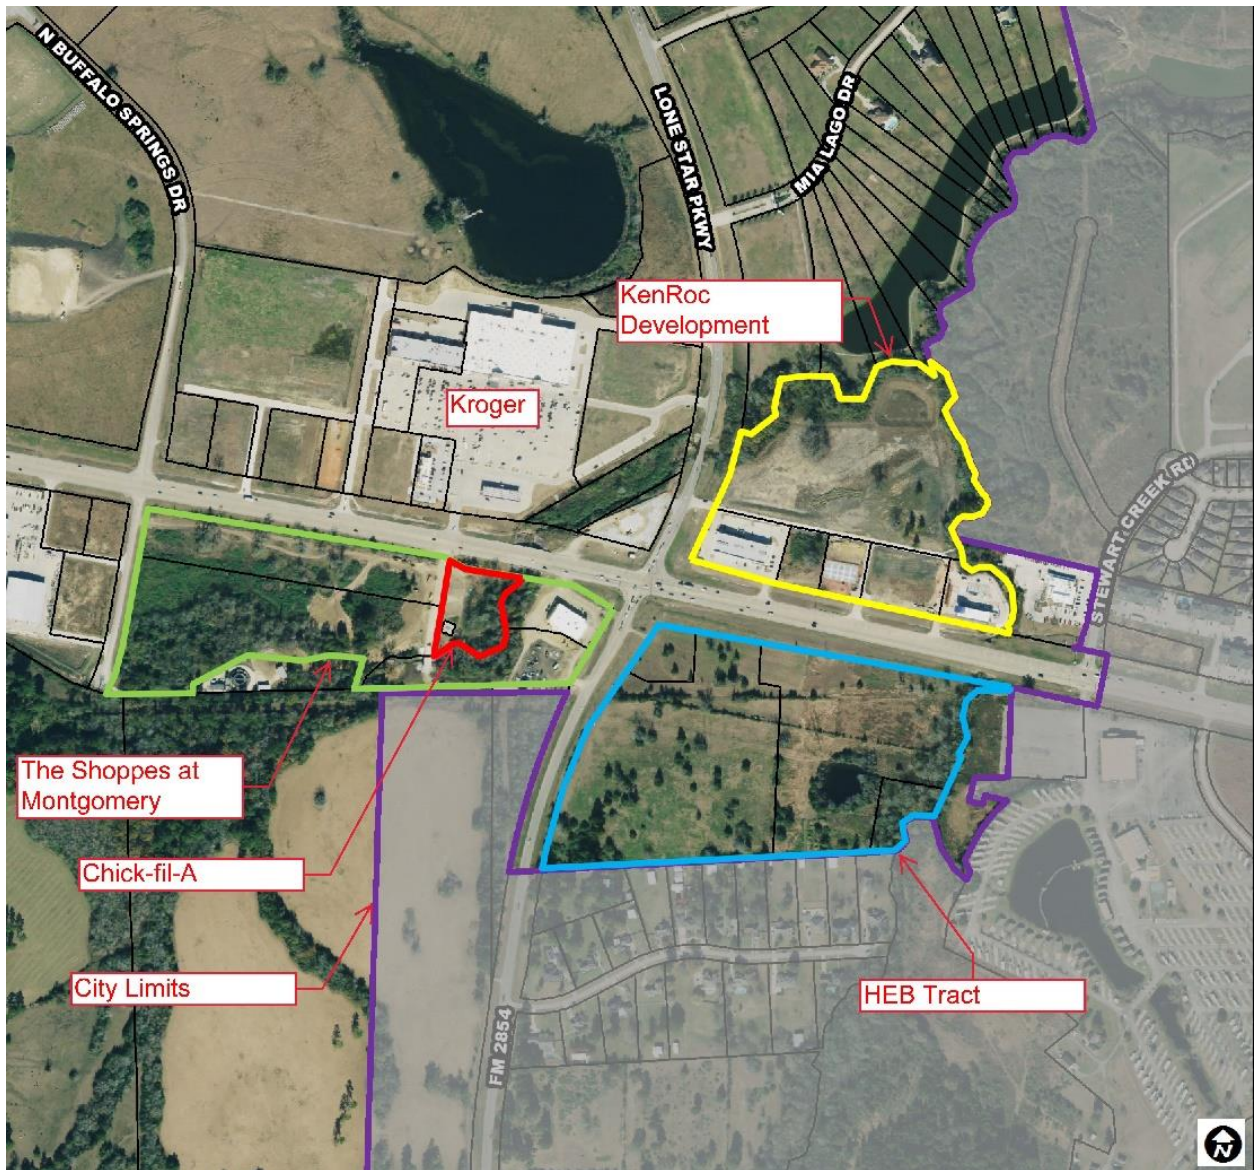 N BUFFALO SPRINGS DR
LONE STAR PKWY
MIA LAGO DR
KenRoc
Development
Kroger
STEWART CREEK RD
The Shoppes at
Montgomery
Chick-fil-A
City Limits
HEB Tract
FM 2854
N